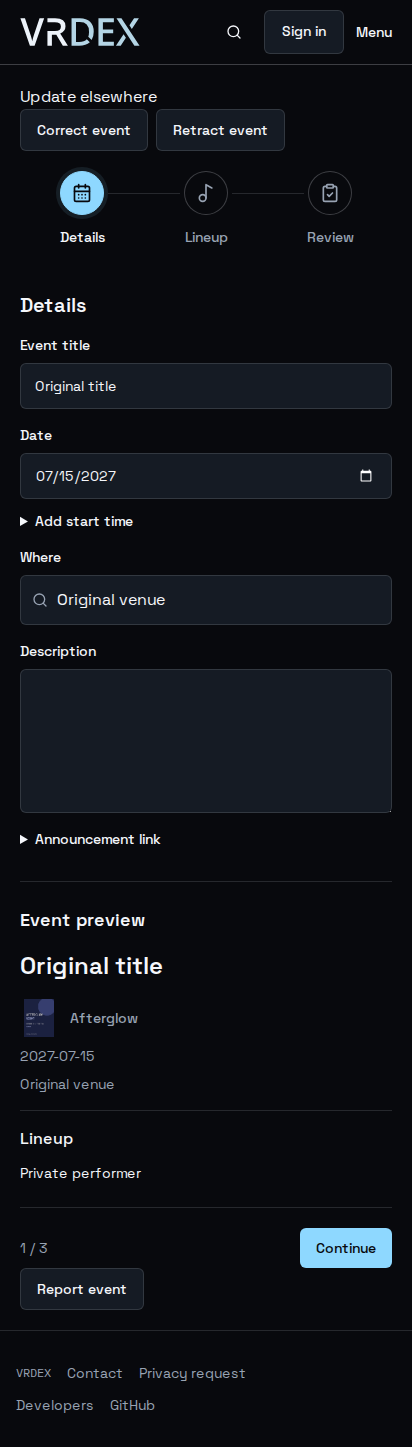 VRDEX
Sign in
Menu
Update elsewhere
Correct event
Retract event
Details
Lineup
Review
Details
Event title
Original title
Date
07/15/2027
Add start time
Where
Original venue
Description
Announcement link
Event preview
Original title
Afterglow
2027-07-15
Original venue
Lineup
Private performer
1 / 3
Continue
Report event
VRDEX Contact Privacy request
Developers GitHub